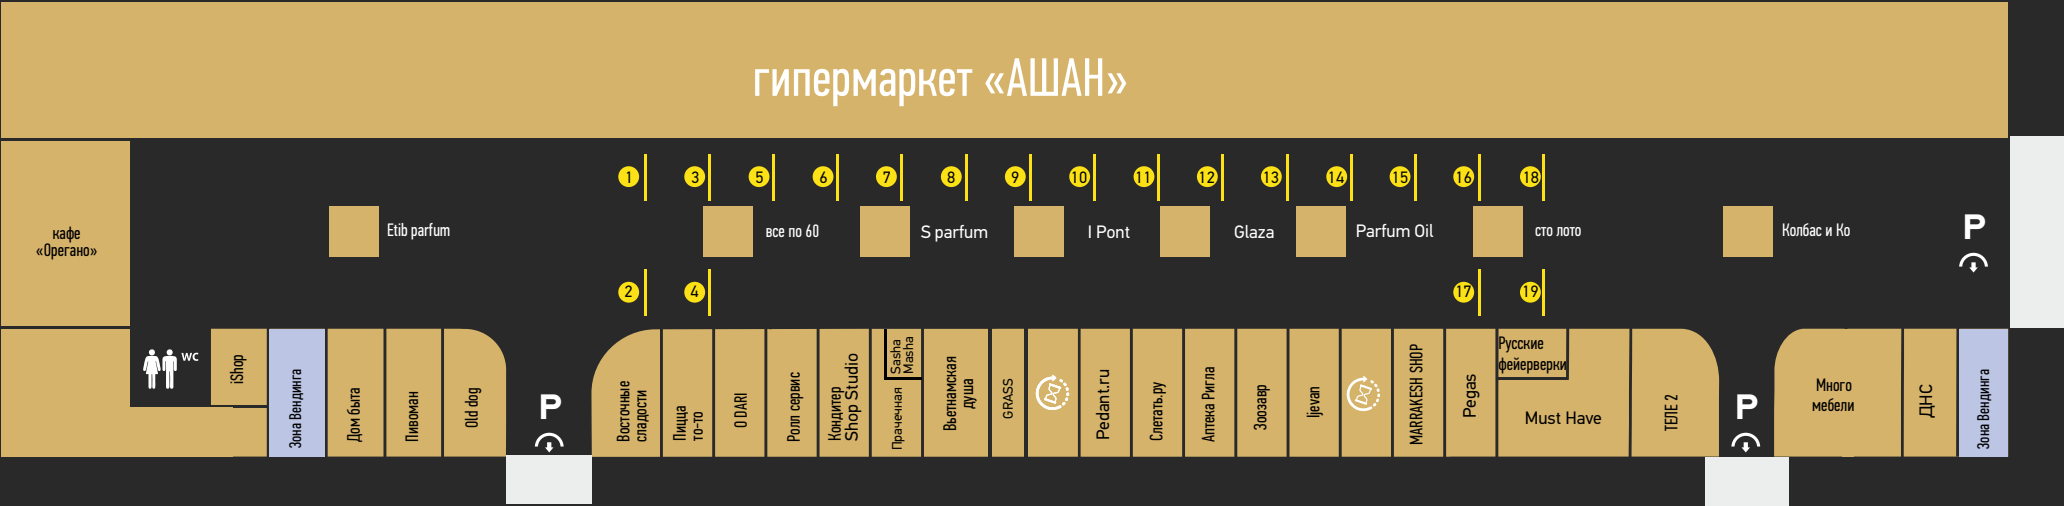 гипермаркет «АШАН»
1
3
5
6
7
8
9
10
11
12
13
14
15
16
18
кафе
«Орегано»
Etib parfum
все по 60
S parfum
I Pont
Glaza
Parfum Oil
сто лото
Колбас и Ко
P
2
4
17
19
WC
iShop
Зона Вендинга
Дом быта
Пивоман
Old dog
P
Восточные
сладости
Пицца
то-то
O DARI
Ролл сервис
Кондитер
Shop Studio
Sasha
Masha
Прачечная
Вьетнамская
душа
GRASS
Pedant.ru
Слетать.ру
Аптека Ригла
Зоозавр
Ijevan
MARRAKESH SHOP
Pegas
Русские
фейерверки
Must Have
ТЕЛЕ 2
P
Много
мебели
ДНС
Зона Вендинга